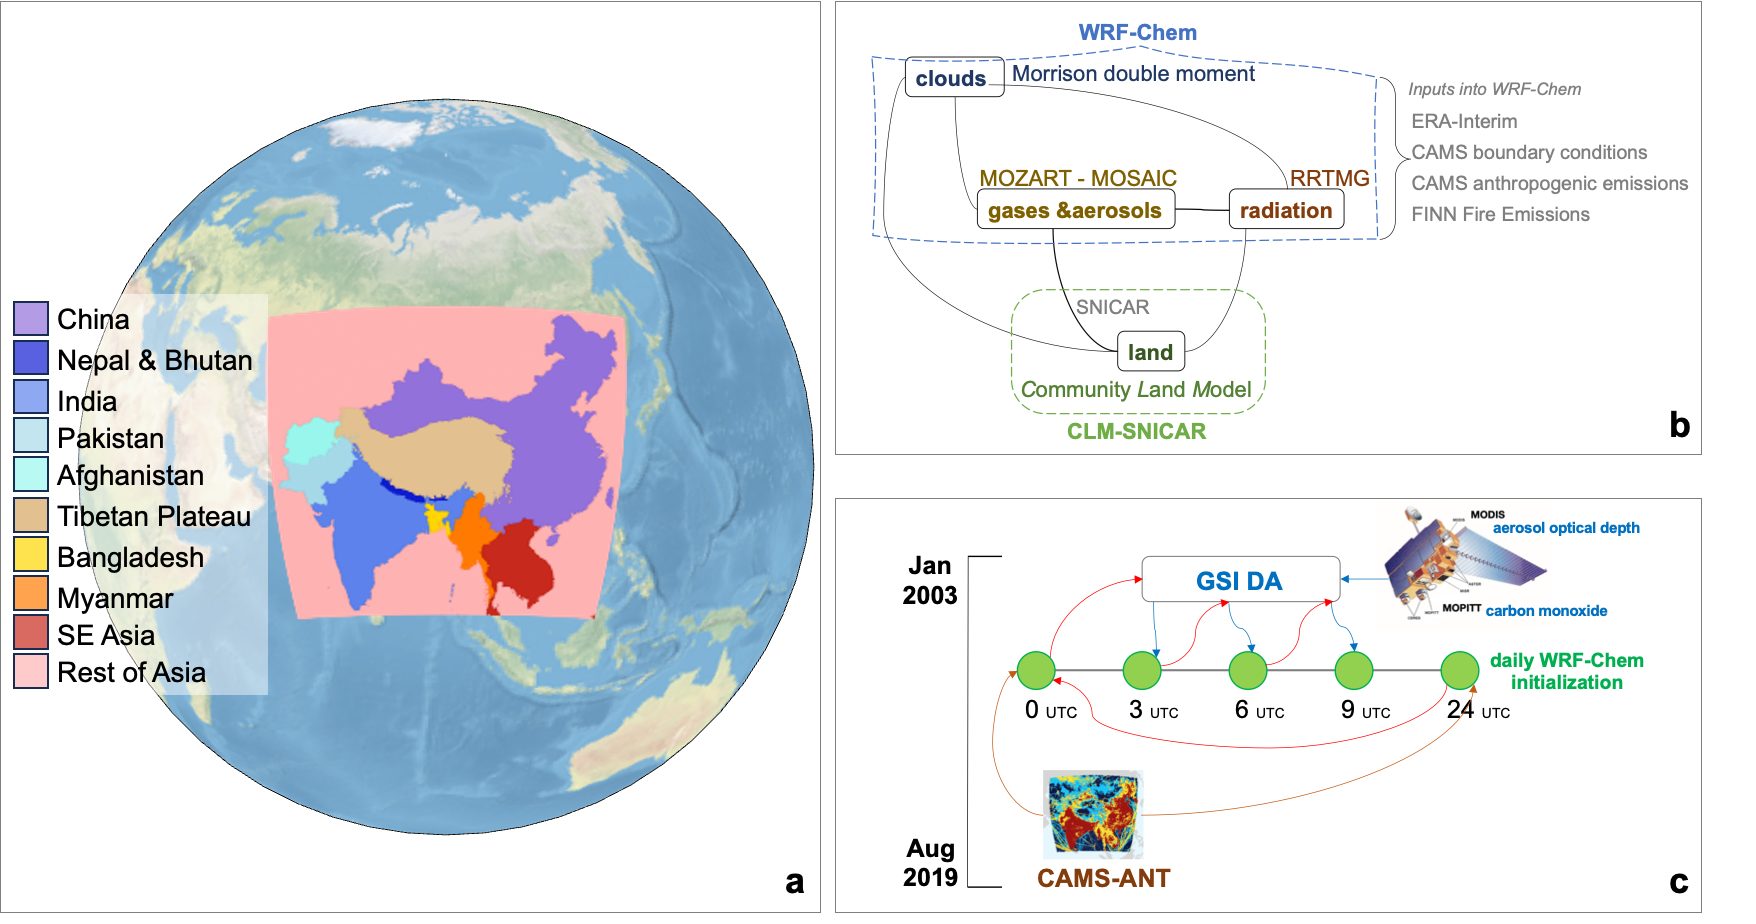 China
Nepal & Bhutan
India
Pakistan
Afghanistan
Tibetan Plateau
Bangladesh
Myanmar
SE Asia
Rest of Asia
a
WRF-Chem
clouds
Morrison double moment
MOZART - MOSAIC
RRTMG
gases &aerosols
radiation
SNICAR
land
Community Land Model
CLM-SNICAR
Inputs into WRF-Chem
ERA-Interim
CAMS boundary conditions
CAMS anthropogenic emissions
FINN Fire Emissions
b
Jan
2003
GSI DA
MODIS
aerosol optical depth
MOPITT
carbon monoxide
daily WRF-Chem
initialization
0 UTC
3 UTC
6 UTC
9 UTC
24 UTC
Aug
2019
CAMS-ANT
c